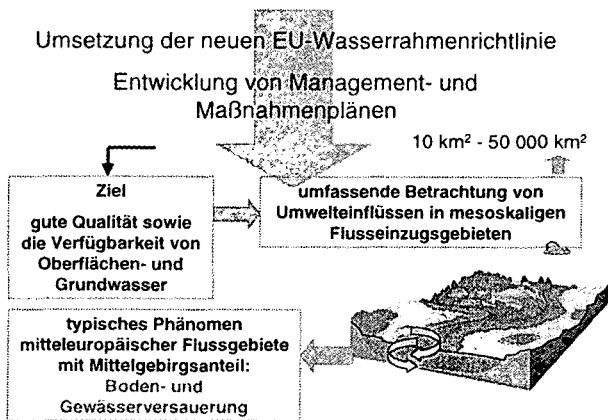 Umsetzung der neuen EU-Wasserrahmenrichtlinie
Entwicklung von Management- und
Maßnahmenplänen
10 km² - 50 000 km²
Ziel
gute Qualität sowie
die Verfügbarkeit von
Oberflächen- und
Grundwasser
umfassende Betrachtung von
Umwelteinflüssen in mesoskaligen
Flusseinzugsgebieten
typisches Phänomen
mitteleuropäischer Flussgebiete
mit Mittelgebirgsanteil:
Boden- und
Gewässerversauerung